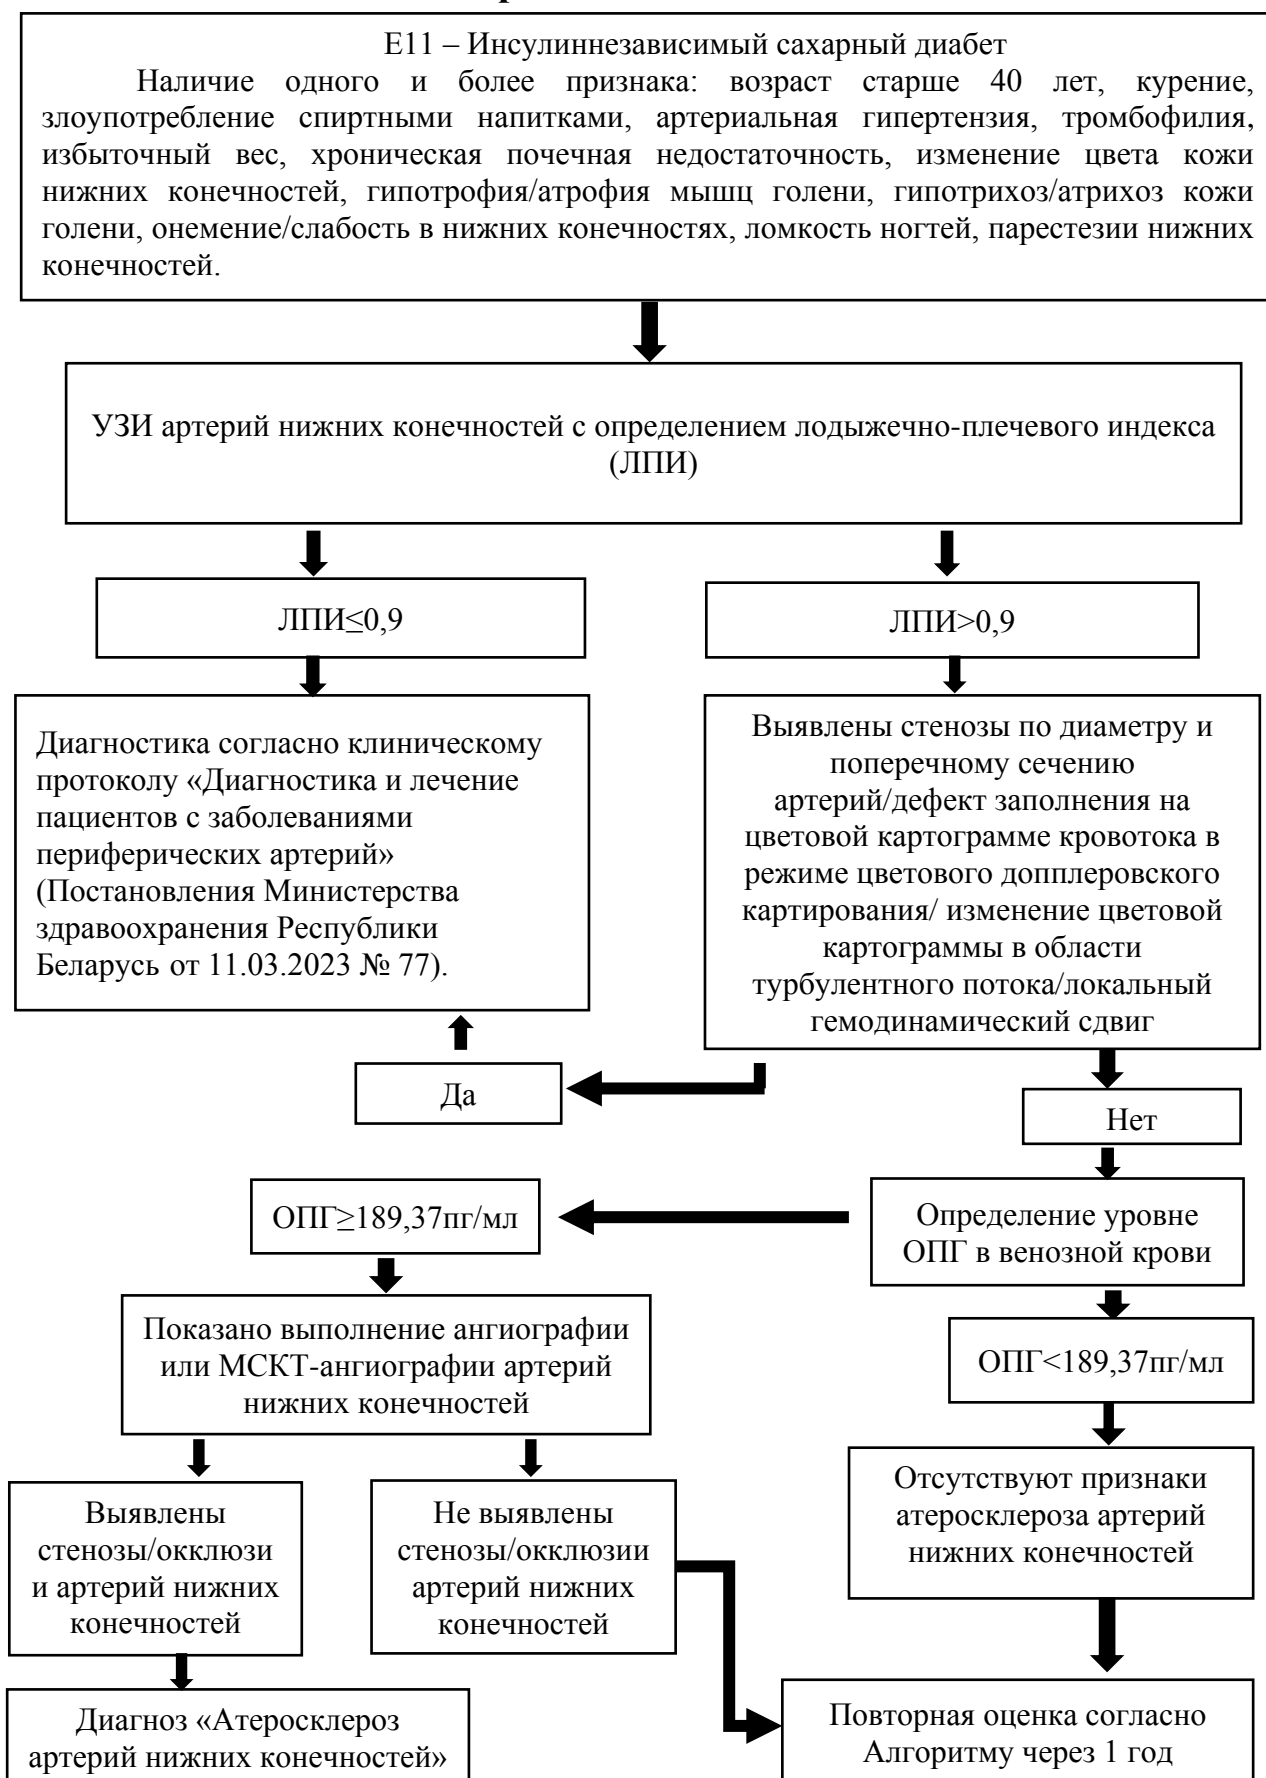 Е11 – Инсулиннезависимый сахарный диабет
Наличие одного и более признака: возраст старше 40 лет, курение,
злоупотребление спиртными напитками, артериальная гипертензия, тромбофилия,
избыточный вес, хроническая почечная недостаточность, изменение цвета кожи
нижних конечностей, гипотрофия/атрофия мышц голени, гипотрихоз/атрихоз кожи
голени, онемение/слабость в нижних конечностях, ломкость ногтей, парестезии нижних
конечностей.
УЗИ артерий нижних конечностей с определением лодыжечно-плечевого индекса
(ЛПИ)
ЛПИ≤0,9
ЛПИ>0,9
Диагностика согласно клиническому
протоколу «Диагностика и лечение
пациентов с заболеваниями
периферических артерий»
(Постановления Министерства
здравоохранения Республики
Беларусь от 11.03.2023 № 77).
Выявлены стенозы по диаметру и
поперечному сечению
артерий/дефект заполнения на
цветовой картограмме кровотока в
режиме цветового допплеровского
картирования/ изменение цветовой
картограммы в области
турбулентного потока/локальный
гемодинамический сдвиг
Да
Нет
ОПГ≥189,37пг/мл
Определение уровне
ОПГ в венозной крови
Показано выполнение ангиографии
или МСКТ-ангиографии артерий
нижних конечностей
ОПГ<189,37пг/мл
Выявлены
стенозы/окклюзи
и артерий нижних
конечностей
Не выявлены
стенозы/окклюзии
артерий нижних
конечностей
Отсутствуют признаки
атеросклероза артерий
нижних конечностей
Диагноз «Атеросклероз
артерий нижних конечностей»
Повторная оценка согласно
Алгоритму через 1 год